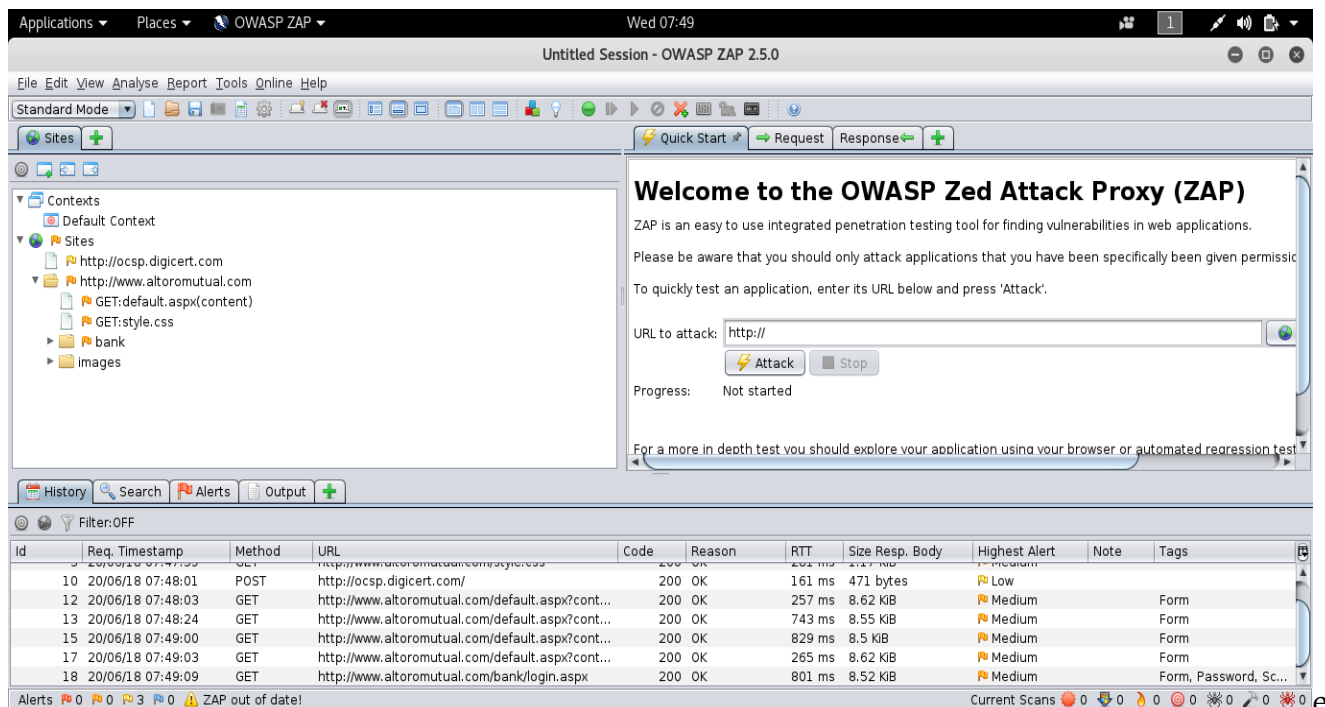 Applications Places OWASP ZAP Wed 07:49 1
Untitled Session - OWASP ZAP 2.5.0
File Edit View Analyse Report Tools Online Help
Standard Mode
Sites
Quick Start Request Response
Contexts
Default Context
Sites
http://ocsp.digicert.com
http://www.altoromutual.com
GET:default.aspx(content)
GET:style.css
bank
images
Welcome to the OWASP Zed Attack Proxy (ZAP)
ZAP is an easy to use integrated penetration testing tool for finding vulnerabilities in web applications.
Please be aware that you should only attack applications that you have been specifically been given permissic
To quickly test an application, enter its URL below and press 'Attack'.
URL to attack: http://
Attack Stop
Progress: Not started
For a more in depth test you should explore your application using your browser or automated regression test
History Search Alerts Output
Filter:OFF
Id Req. Timestamp Method URL Code Reason RTT Size Resp. Body Highest Alert Note Tags
10 20/06/18 07:48:01 POST http://ocsp.digicert.com/ 200 OK 161 ms 471 bytes Low
12 20/06/18 07:48:03 GET http://www.altoromutual.com/default.aspx?cont... 200 OK 257 ms 8.62 KiB Medium Form
13 20/06/18 07:48:24 GET http://www.altoromutual.com/default.aspx?cont... 200 OK 743 ms 8.55 KiB Medium Form
15 20/06/18 07:49:00 GET http://www.altoromutual.com/default.aspx?cont... 200 OK 829 ms 8.5 KiB Medium Form
17 20/06/18 07:49:03 GET http://www.altoromutual.com/default.aspx?cont... 200 OK 265 ms 8.62 KiB Medium Form
18 20/06/18 07:49:09 GET http://www.altoromutual.com/bank/login.aspx 200 OK 801 ms 8.52 KiB Medium Form, Password, Sc...
Alerts 0 0 3 0 ZAP out of date! Current Scans 0 0 0 0 0 0 0 e